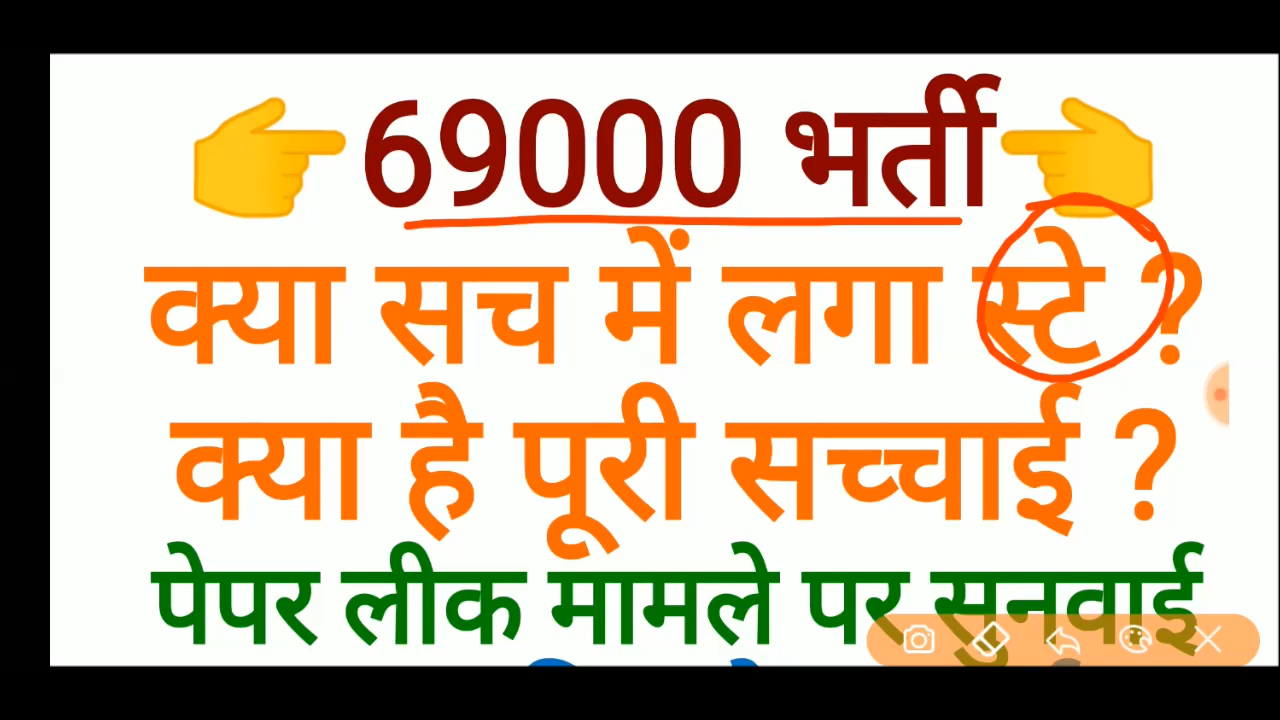 69000 भर्ती
क्या सच में लगा स्टे ?
क्या है पूरी सच्चाई ?
पेपर लीक मामले पर सुनवाई